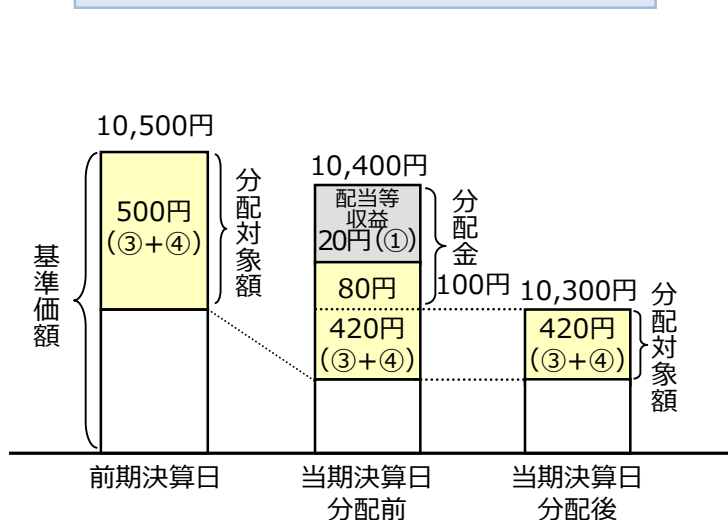 10,500円
500円
(③+④)
分配対象額
基準価額
10,400円
配当等
収益
20円(①)
分配金
100円
80円
420円
(③+④)
10,300円
420円
(③+④)
分配対象額
前期決算日
当期決算日
分配前
当期決算日
分配後